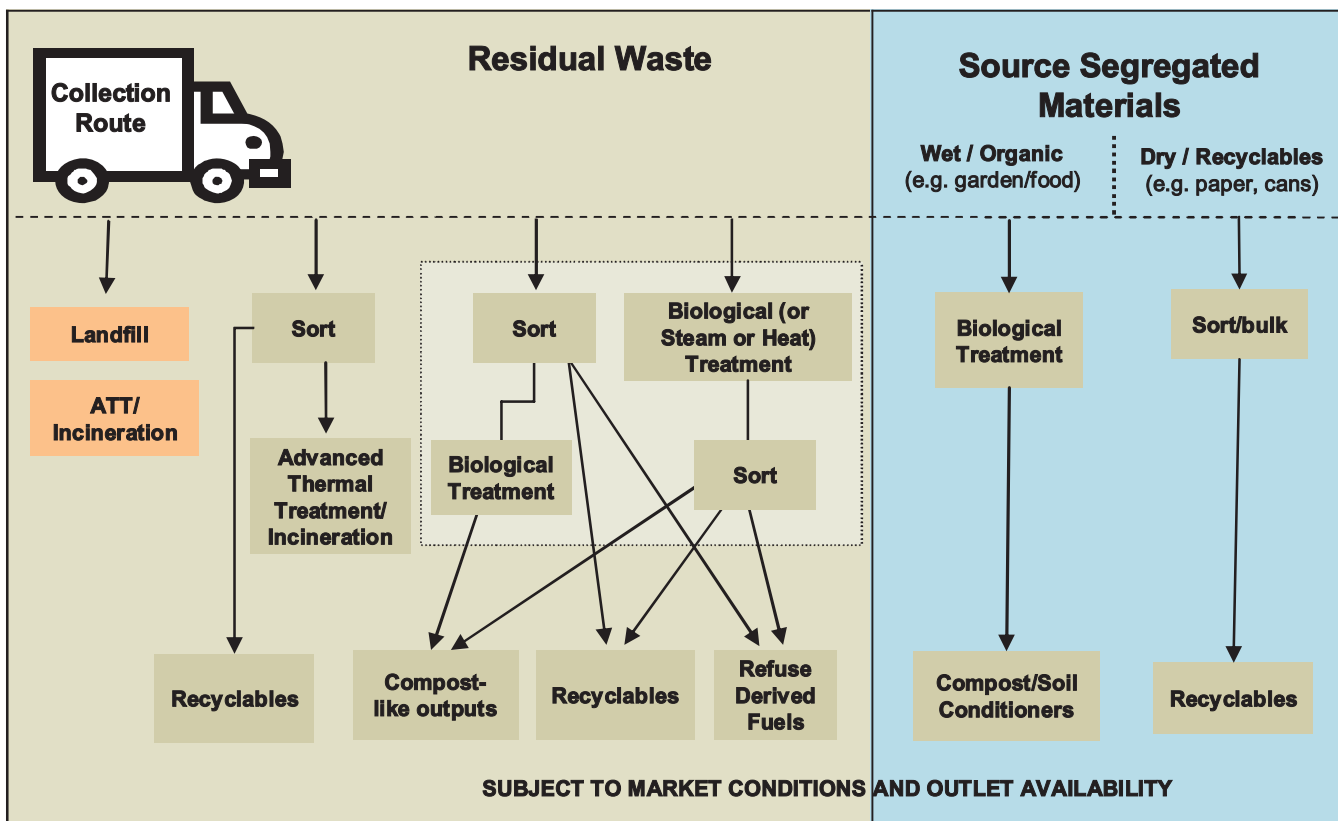 Collection
Route
Residual Waste
Source Segregated
Materials
Wet / Organic
(e.g. garden/food)
Dry / Recyclables
(e.g. paper, cans)
Landfill
ATT/
Incineration
Sort
Advanced
Thermal
Treatment/
Incineration
Sort
Biological (or
Steam or Heat)
Treatment
Biological
Treatment
Sort
Biological
Treatment
Sort/bulk
Recyclables
Compost-
like outputs
Recyclables
Refuse
Derived
Fuels
Compost/Soil
Conditioners
Recyclables
SUBJECT TO MARKET CONDITIONS AND OUTLET AVAILABILITY